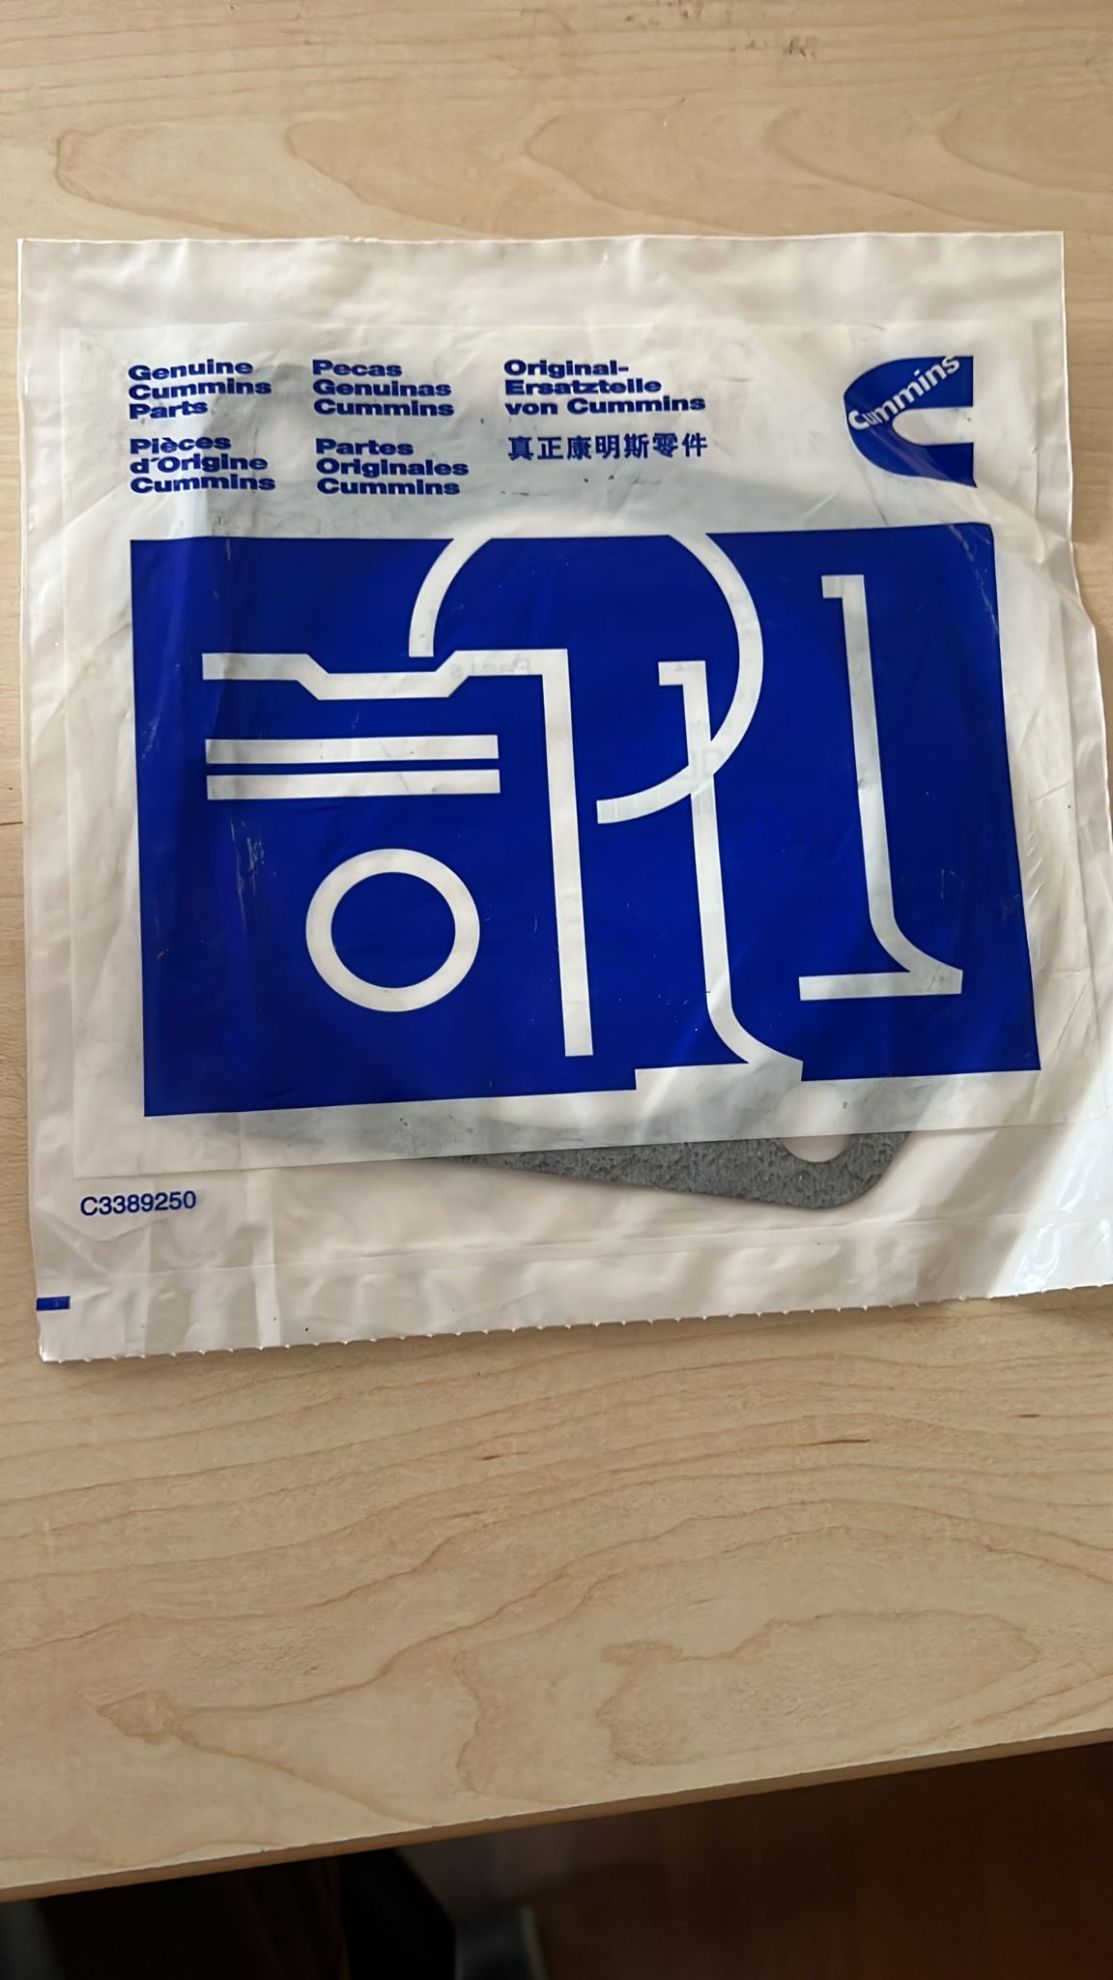 Genuine
Cummins
Parts
Pièces
d'Origine
Cummins
Pecas
Genuinas
Cummins
Partes
Originales
Cummins
Original-
Ersatzteile
von Cummins
真正康明斯零件
Cummins
C3389250